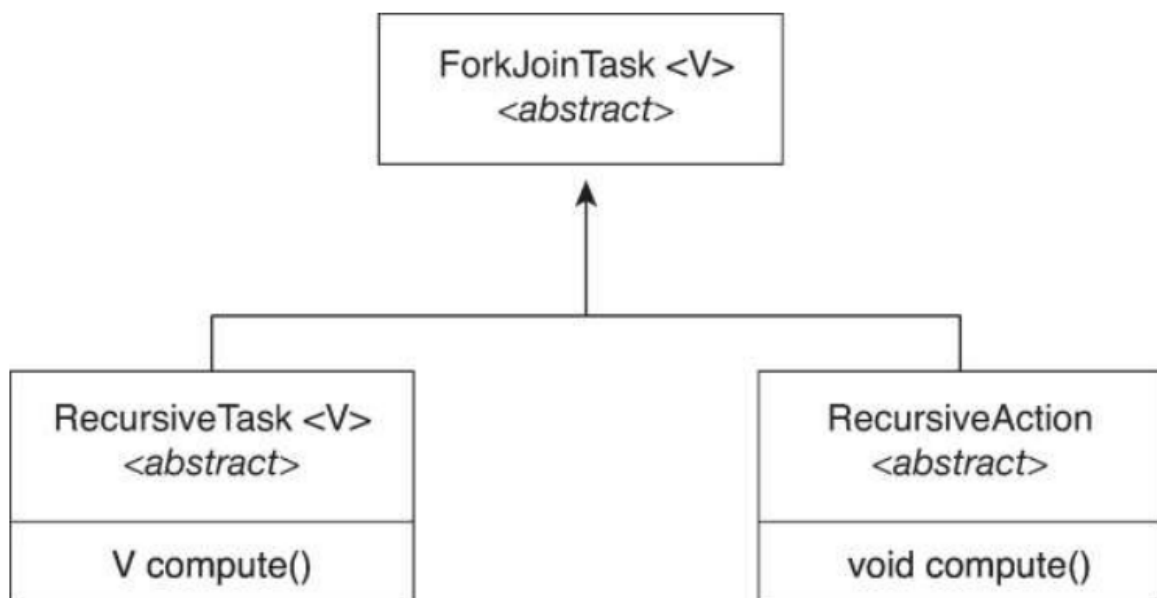 ForkJoinTask <V>
<abstract>
RecursiveTask <V>
<abstract>
V compute()
RecursiveAction
<abstract>
void compute()